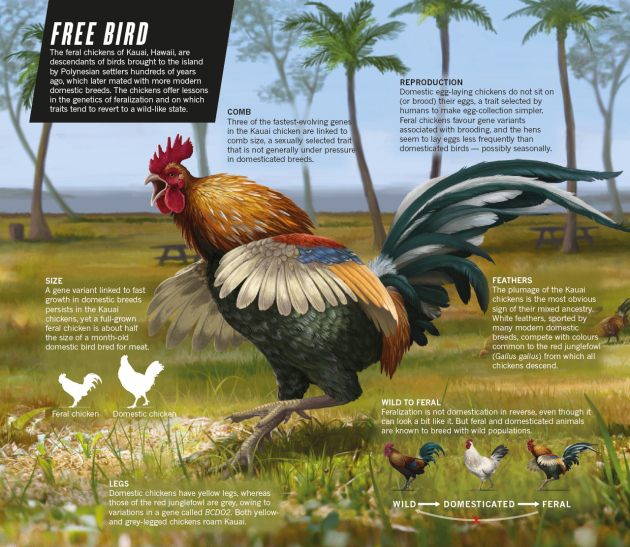 FREE BIRD
The feral chickens of Kauai, Hawaii, are
descendants of birds brought to the island
by Polynesian settlers hundreds of years
ago, which later mated with more modern
domestic breeds. The chickens offer lessons
in the genetics of feralization and on which
traits tend to revert to a wild-like state.
COMB
Three of the fastest-evolving genes
in the Kauai chicken are linked to
comb size, a sexually selected trait
that is not generally under pressure
in domesticated breeds.
REPRODUCTION
Domestic egg-laying chickens do not sit on
(or brood) their eggs, a trait selected by
humans to make egg-collection simpler.
Feral chickens favour gene variants
associated with brooding, and the hens
seem to lay eggs less frequently than
domesticated birds — possibly seasonally.
SIZE
A gene variant linked to fast
growth in domestic breeds
persists in the Kauai
chickens, yet a full-grown
feral chicken is about half
the size of a month-old
domestic bird bred for meat.
Feral chicken
Domestic chicken
FEATHERS
The plumage of the Kauai
chickens is the most obvious
sign of their mixed ancestry.
White feathers, sported by
many modern domestic
breeds, compete with colours
common to the red junglefowl
(Gallus gallus) from which all
chickens descend.
WILD TO FERAL
Feralization is not domestication in reverse, even though it
can look a bit like it. But feral and domesticated animals
are known to breed with wild populations.
WILD → DOMESTICATED → FERAL
LEGS
Domestic chickens have yellow legs, whereas
those of the red junglefowl are grey, owing to
variations in a gene called BCDO2. Both yellow-
and grey-legged chickens roam Kauai.